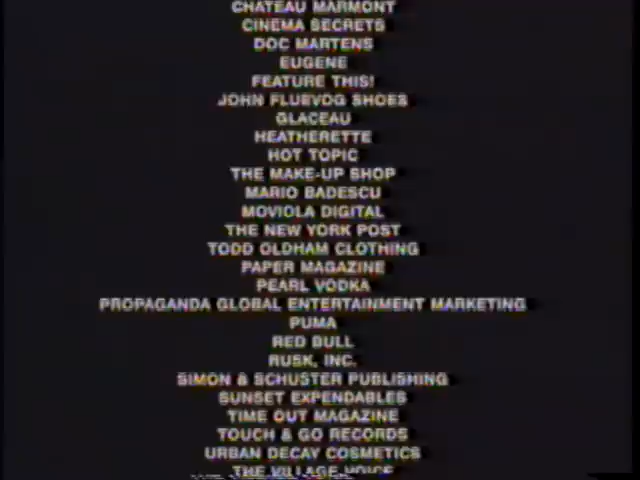 CHATEAU MARMONT
CINEMA SECRETS
DOC MARTENS
EUGENE
FEATURE THIS!
JOHN FLUEVOG SHOES
GLACEAU
HEATHERETTE
HOT TOPIC
THE MAKE-UP SHOP
MARIO BADESCU
MOVIOLA DIGITAL
THE NEW YORK POST
TODD OLDHAM CLOTHING
PAPER MAGAZINE
PEARL VODKA
PROPAGANDA GLOBAL ENTERTAINMENT MARKETING
PUMA
RED BULL
RUSK, INC.
SIMON & SCHUSTER PUBLISHING
SUNSET EXPENDABLES
TIME OUT MAGAZINE
TOUCH & GO RECORDS
URBAN DECAY COSMETICS
THE VILLAGE VOICE